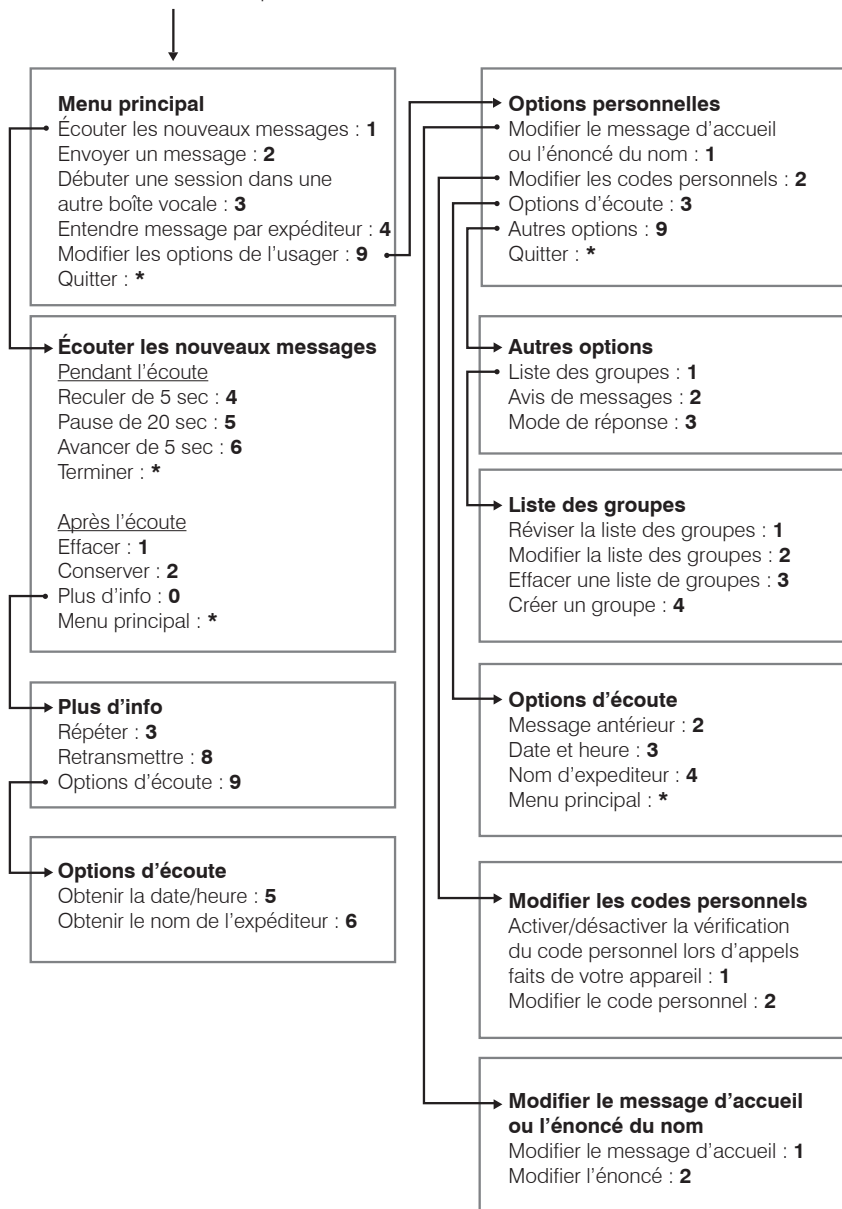 Menu principal
Écouter les nouveaux messages : 1
Envoyer un message : 2
Débuter une session dans une
autre boîte vocale : 3
Entendre message par expéditeur : 4
Modifier les options de l'usager : 9
Quitter : *
Écouter les nouveaux messages
Pendant l'écoute
Reculer de 5 sec : 4
Pause de 20 sec : 5
Avancer de 5 sec : 6
Terminer : *
Après l'écoute
Effacer : 1
Conserver : 2
Plus d'info : 0
Menu principal : *
Plus d'info
Répéter : 3
Retransmettre : 8
Options d'écoute : 9
Options d'écoute
Obtenir la date/heure : 5
Obtenir le nom de l'expéditeur : 6
Options personnelles
Modifier le message d'accueil
ou l'énoncé du nom : 1
Modifier les codes personnels : 2
Options d'écoute : 3
Autres options : 9
Quitter : *
Autres options
Liste des groupes : 1
Avis de messages : 2
Mode de réponse : 3
Liste des groupes
Réviser la liste des groupes : 1
Modifier la liste des groupes : 2
Effacer une liste de groupes : 3
Créer un groupe : 4
Options d'écoute
Message antérieur : 2
Date et heure : 3
Nom d'expediteur : 4
Menu principal : *
Modifier les codes personnels
Activer/désactiver la vérification
du code personnel lors d'appels
faits de votre appareil : 1
Modifier le code personnel : 2
Modifier le message d'accueil
ou l'énoncé du nom
Modifier le message d'accueil : 1
Modifier l'énoncé : 2